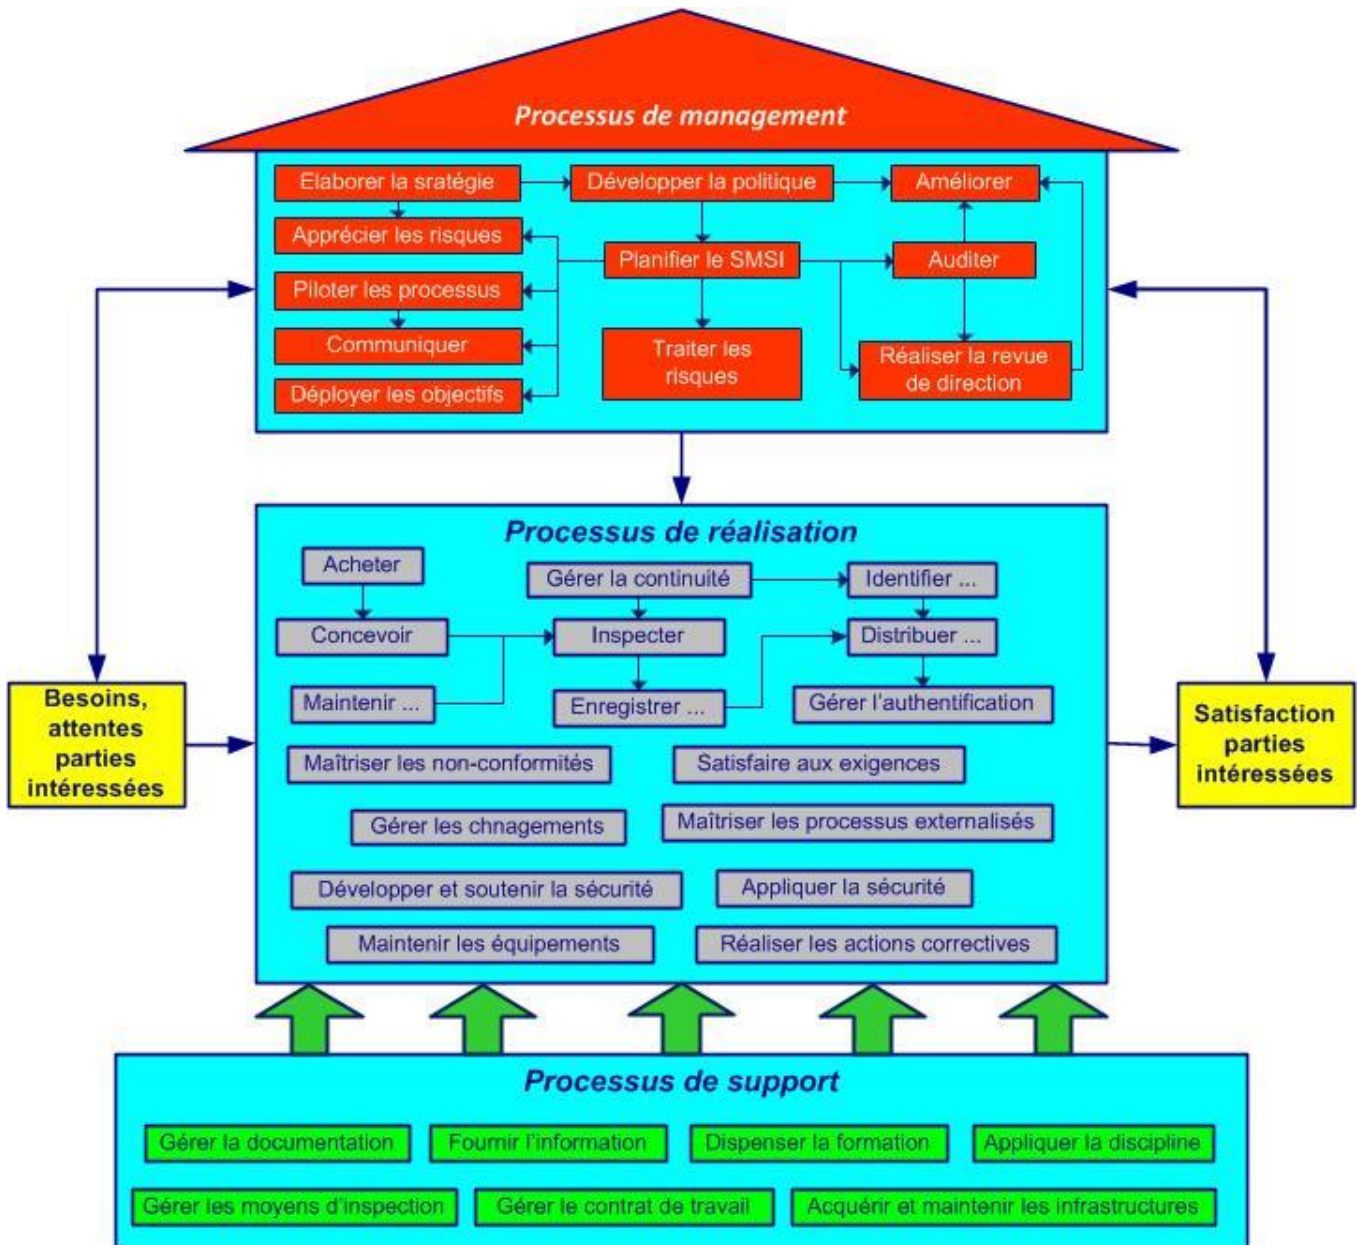 Processus de management
Elaborer la sratégie
Développer la politique
Améliorer
Apprécier les risques
Planifier le SMSI
Auditer
Piloter les processus
Communiquer
Traiter les
risques
Réaliser la revue
de direction
Déployer les objectifs
Processus de réalisation
Acheter
Gérer la continuité
Identifier ...
Concevoir
Inspecter
Distribuer ...
Maintenir ...
Enregistrer ...
Gérer l'authentification
Besoins,
attentes
parties
intéressées
Satisfaction
parties
intéressées
Maîtriser les non-conformités
Satisfaire aux exigences
Gérer les chnagements
Maîtriser les processus externalisés
Développer et soutenir la sécurité
Appliquer la sécurité
Maintenir les équipements
Réaliser les actions correctives
Processus de support
Gérer la documentation
Fournir l'information
Dispenser la formation
Appliquer la discipline
Gérer les moyens d'inspection
Gérer le contrat de travail
Acquérir et maintenir les infrastructures